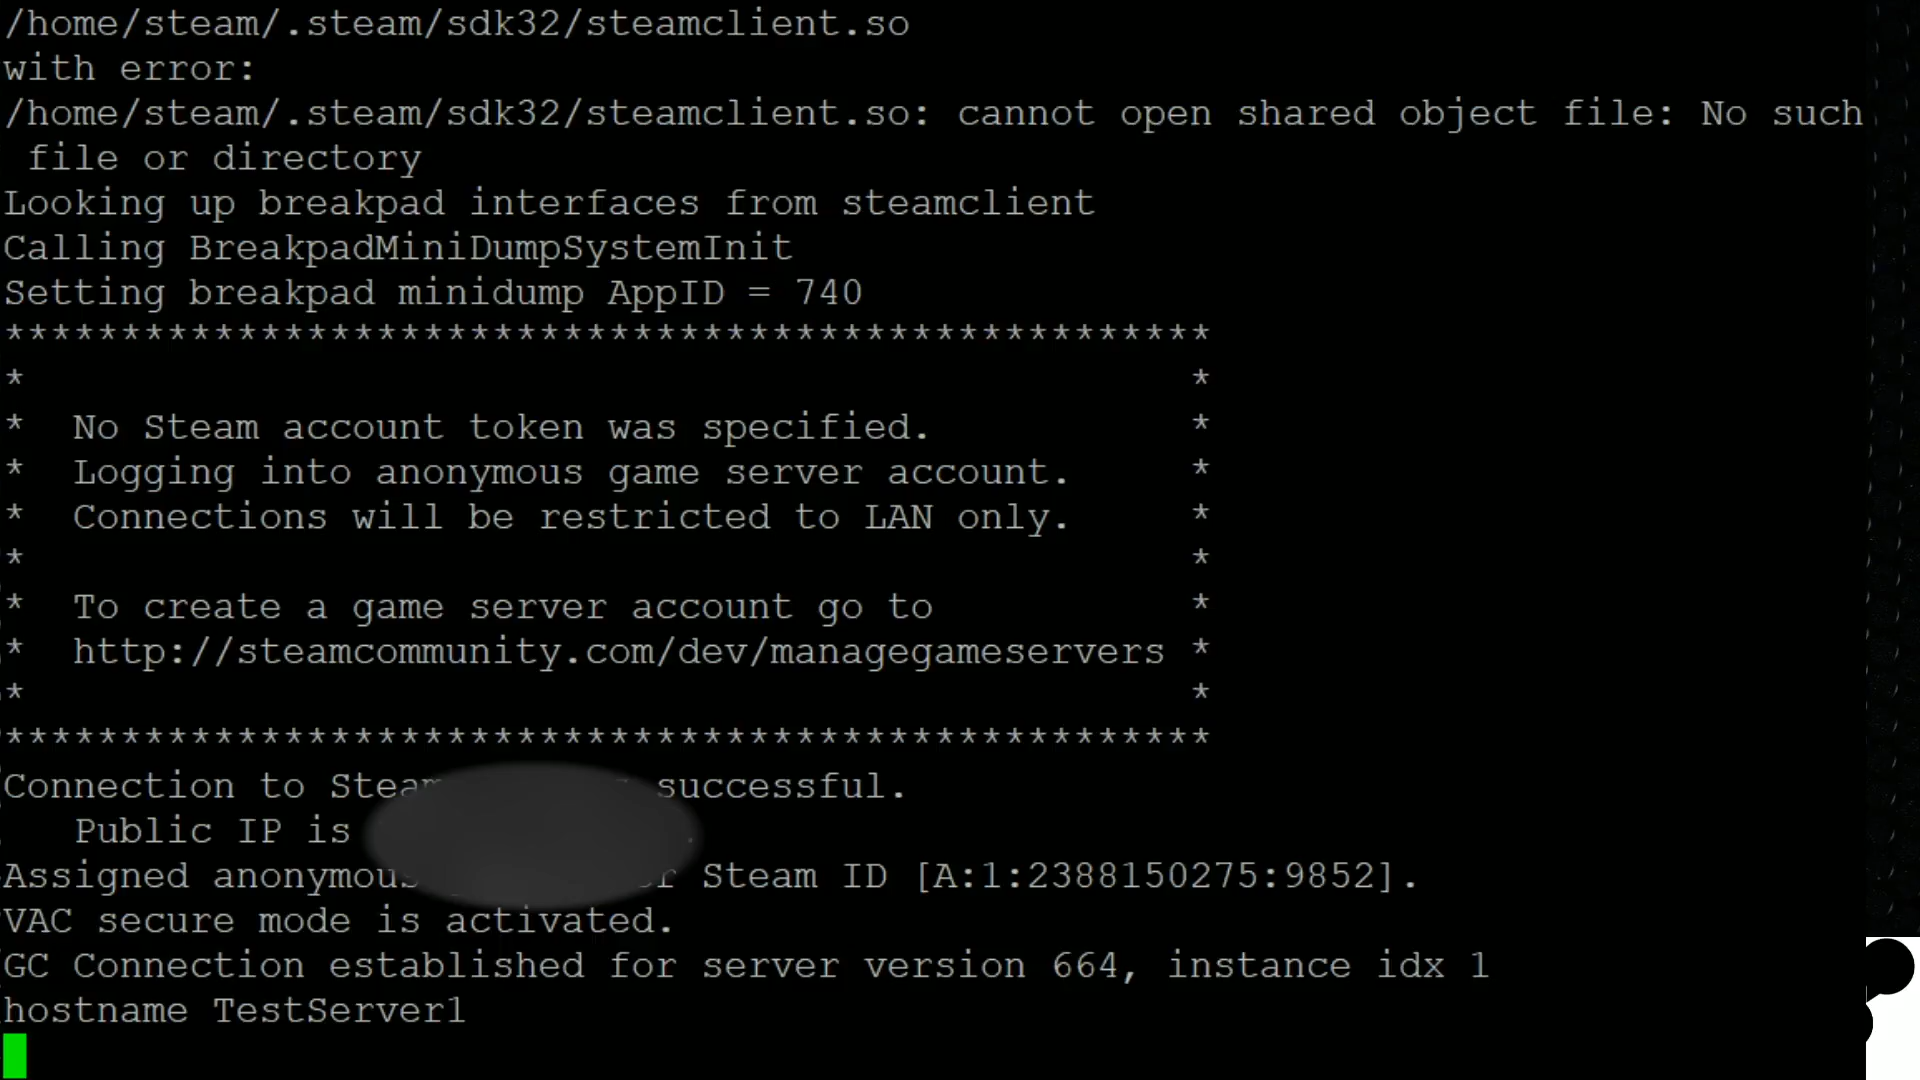 /home/steam/.steam/sdk32/steamclient.so
with error:
/home/steam/.steam/sdk32/steamclient.so: cannot open shared object file: No such
file or directory
Looking up breakpad interfaces from steamclient
Calling BreakpadMiniDumpSystemInit
Setting breakpad minidump AppID = 740
****************************************************
* *
* No Steam account token was specified. *
* Logging into anonymous game server account. *
* Connections will be restricted to LAN only. *
* *
* To create a game server account go to *
* http://steamcommunity.com/dev/managegameservers *
* *
****************************************************
Connection to Steam successful.
Public IP is
Assigned anonymous Steam ID [A:1:2388150275:9852].
VAC secure mode is activated.
GC Connection established for server version 664, instance idx 1
hostname TestServer1